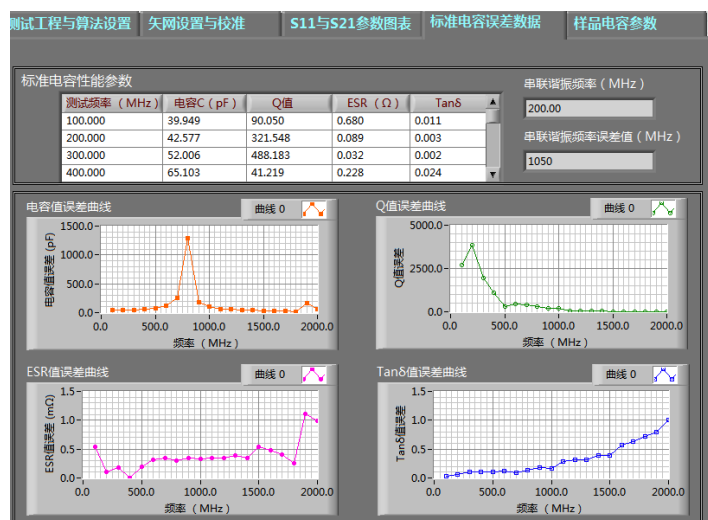 测试工程与算法设置 矢网设置与校准 S11与S21参数图表 标准电容误差数据 样品电容参数
标准电容性能参数
测试频率（MHz） 电容C（pF） Q值 ESR（Ω） Tanδ
100.000 39.949 90.050 0.680 0.011
200.000 42.577 321.548 0.089 0.003
300.000 52.006 488.183 0.032 0.002
400.000 65.103 41.219 0.228 0.024
串联谐振频率（MHz）
200.00
串联谐振频率误差值（MHz）
1050
电容值误差曲线 曲线 0
电容值误差 (pF)
1500.0
1000.0
500.0
0.0
0.0 500.0 1000.0 1500.0 2000.0
频率 （MHz）
Q值误差曲线 曲线 0
Q值误差
5000.0
2500.0
0.0
0.0 500.0 1000.0 1500.0 2000.0
频率 （MHz）
ESR值误差曲线 曲线 0
ESR值误差 (mΩ)
1.5
1.0
0.5
0.0
0.0 500.0 1000.0 1500.0 2000.0
频率 （MHz）
Tanδ值误差曲线 曲线 0
Tanδ值误差
1.5
1.0
0.5
0.0
0.0 500.0 1000.0 1500.0 2000.0
频率 （MHz）